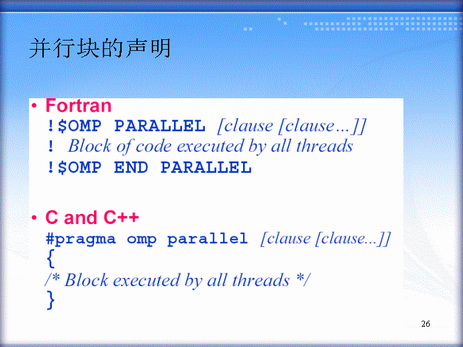 并行块的声明
• Fortran
!$OMP PARALLEL [clause [clause…]]
! Block of code executed by all threads
!$OMP END PARALLEL
• C and C++
#pragma omp parallel [clause [clause...]]
{
/* Block executed by all threads */
}
26